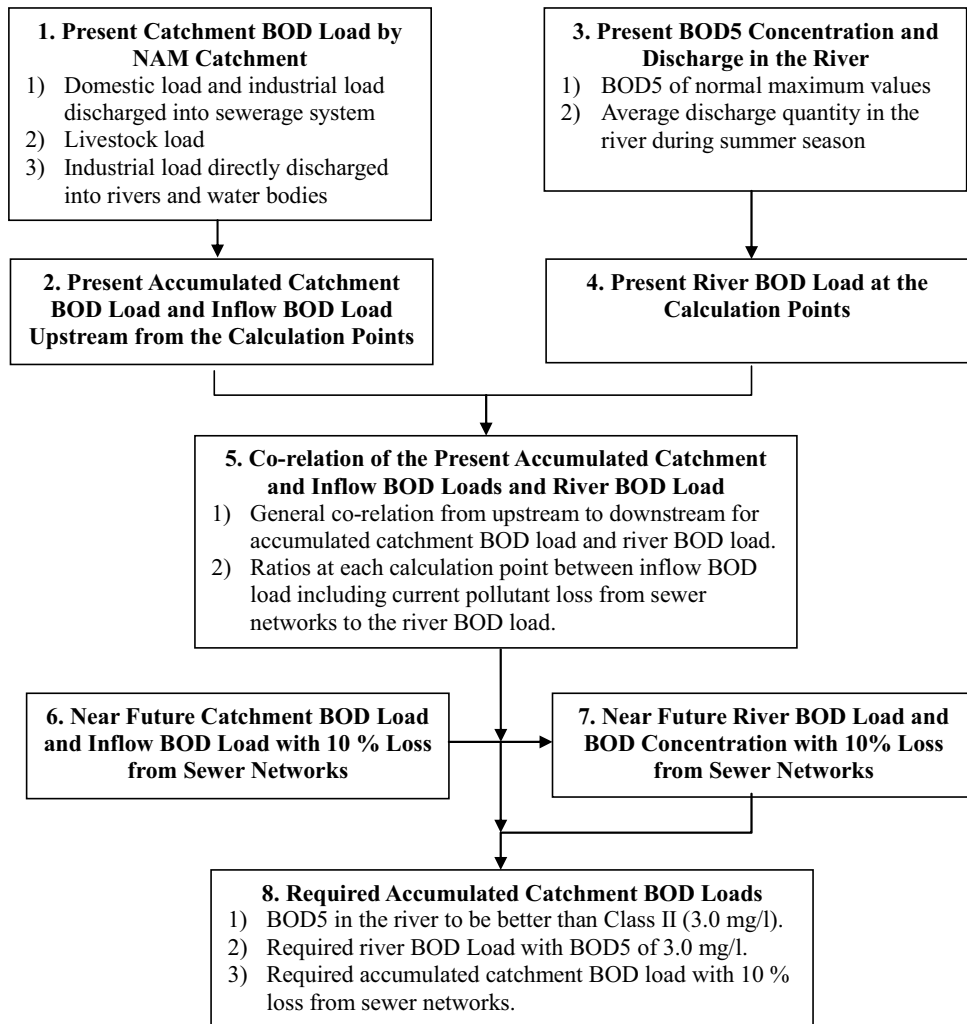 1. Present Catchment BOD Load by
NAM Catchment
1) Domestic load and industrial load
discharged into sewerage system
2) Livestock load
3) Industrial load directly discharged
into rivers and water bodies
3. Present BOD5 Concentration and
Discharge in the River
1) BOD5 of normal maximum values
2) Average discharge quantity in the
river during summer season
2. Present Accumulated Catchment
BOD Load and Inflow BOD Load
Upstream from the Calculation Points
4. Present River BOD Load at the
Calculation Points
5. Co-relation of the Present Accumulated Catchment
and Inflow BOD Loads and River BOD Load
1) General co-relation from upstream to downstream for
accumulated catchment BOD load and river BOD load.
2) Ratios at each calculation point between inflow BOD
load including current pollutant loss from sewer
networks to the river BOD load.
6. Near Future Catchment BOD Load
and Inflow BOD Load with 10 % Loss
from Sewer Networks
7. Near Future River BOD Load and
BOD Concentration with 10% Loss
from Sewer Networks
8. Required Accumulated Catchment BOD Loads
1) BOD5 in the river to be better than Class II (3.0 mg/l).
2) Required river BOD Load with BOD5 of 3.0 mg/l.
3) Required accumulated catchment BOD load with 10 %
loss from sewer networks.